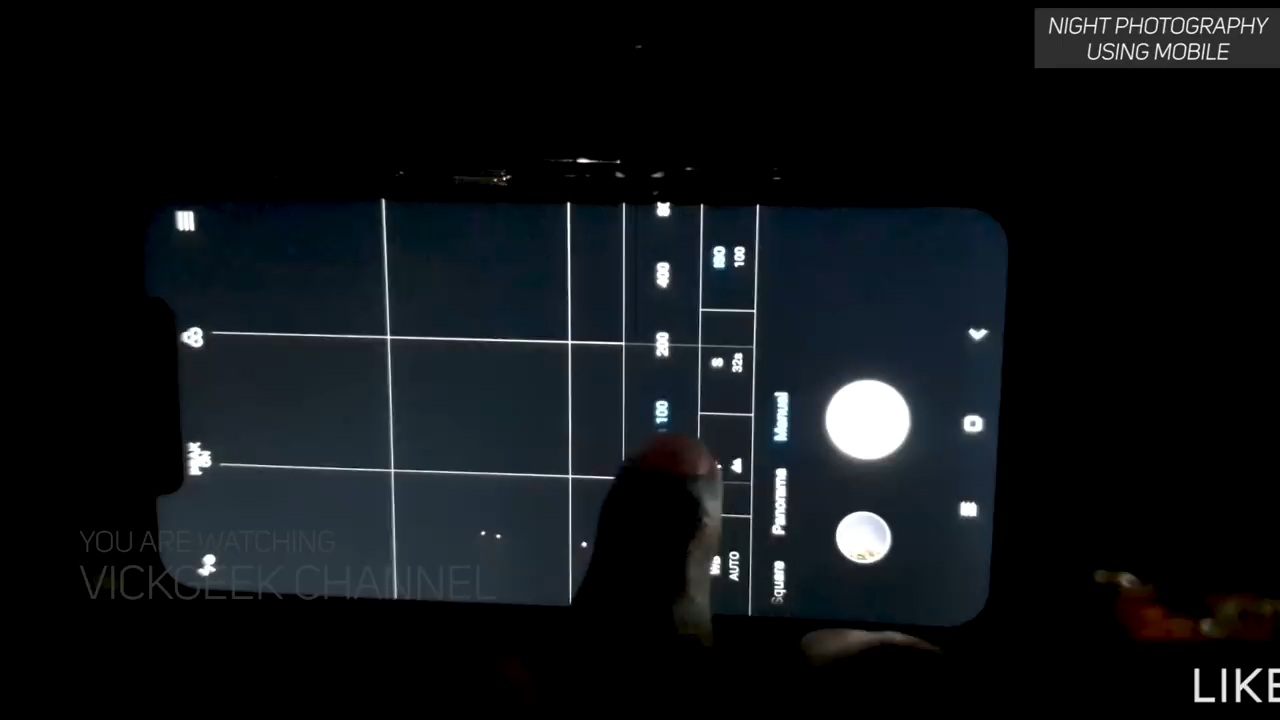 NIGHT PHOTOGRAPHY
USING MOBILE
400
200
100
ISO
100
S
32s
AUTO
Manual
Panorama
Square
YOU ARE WATCHING
VICKGEEK CHANNEL
LIKE